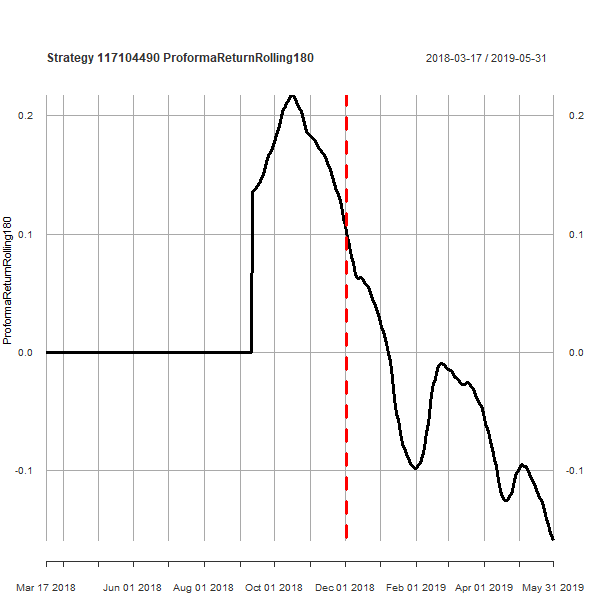 Strategy 117104490 ProformaReturnRolling180
2018-03-17 / 2019-05-31
ProformaReturnRolling180
0.2
0.2
0.1
0.1
0.0
0.0
-0.1
-0.1
Mar 17 2018
Jun 01 2018
Aug 01 2018
Oct 01 2018
Dec 01 2018
Feb 01 2019
Apr 01 2019
May 31 2019